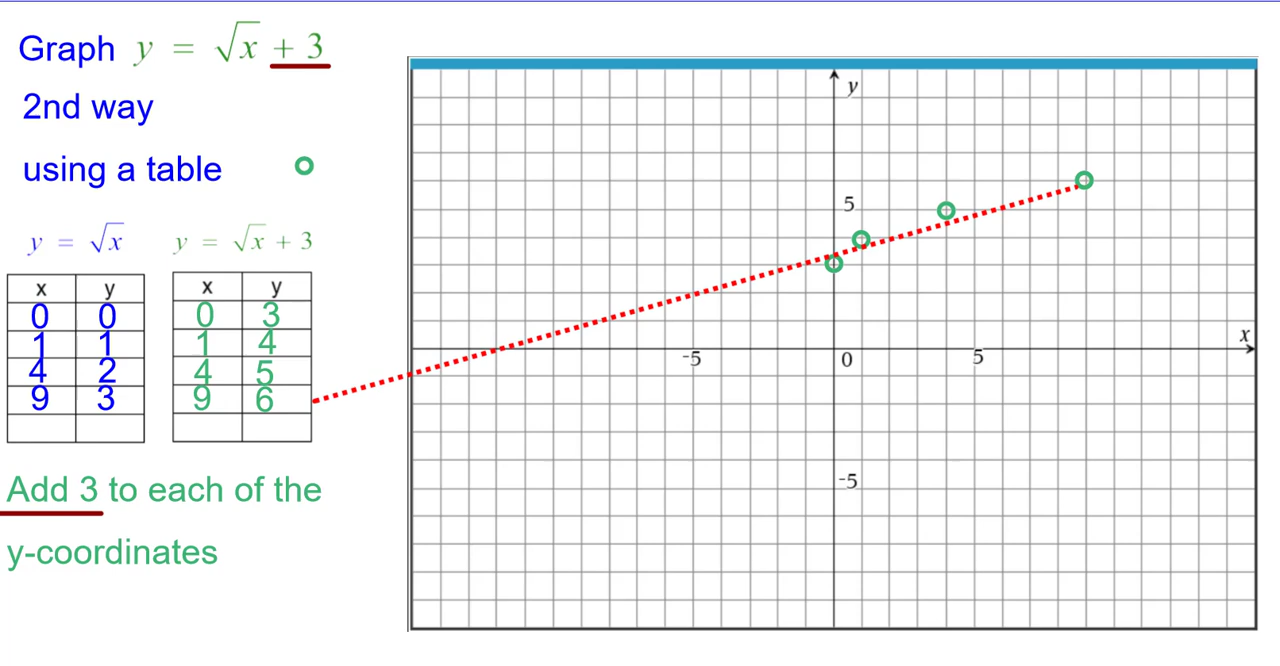 Graph y = √x + 3
2nd way
using a table
y = √x
x y
0 0
1 1
4 2
9 3
y = √x + 3
x y
0 3
1 4
4 5
9 6
Add 3 to each of the
y-coordinates
y
5
x
-5 0 5
-5